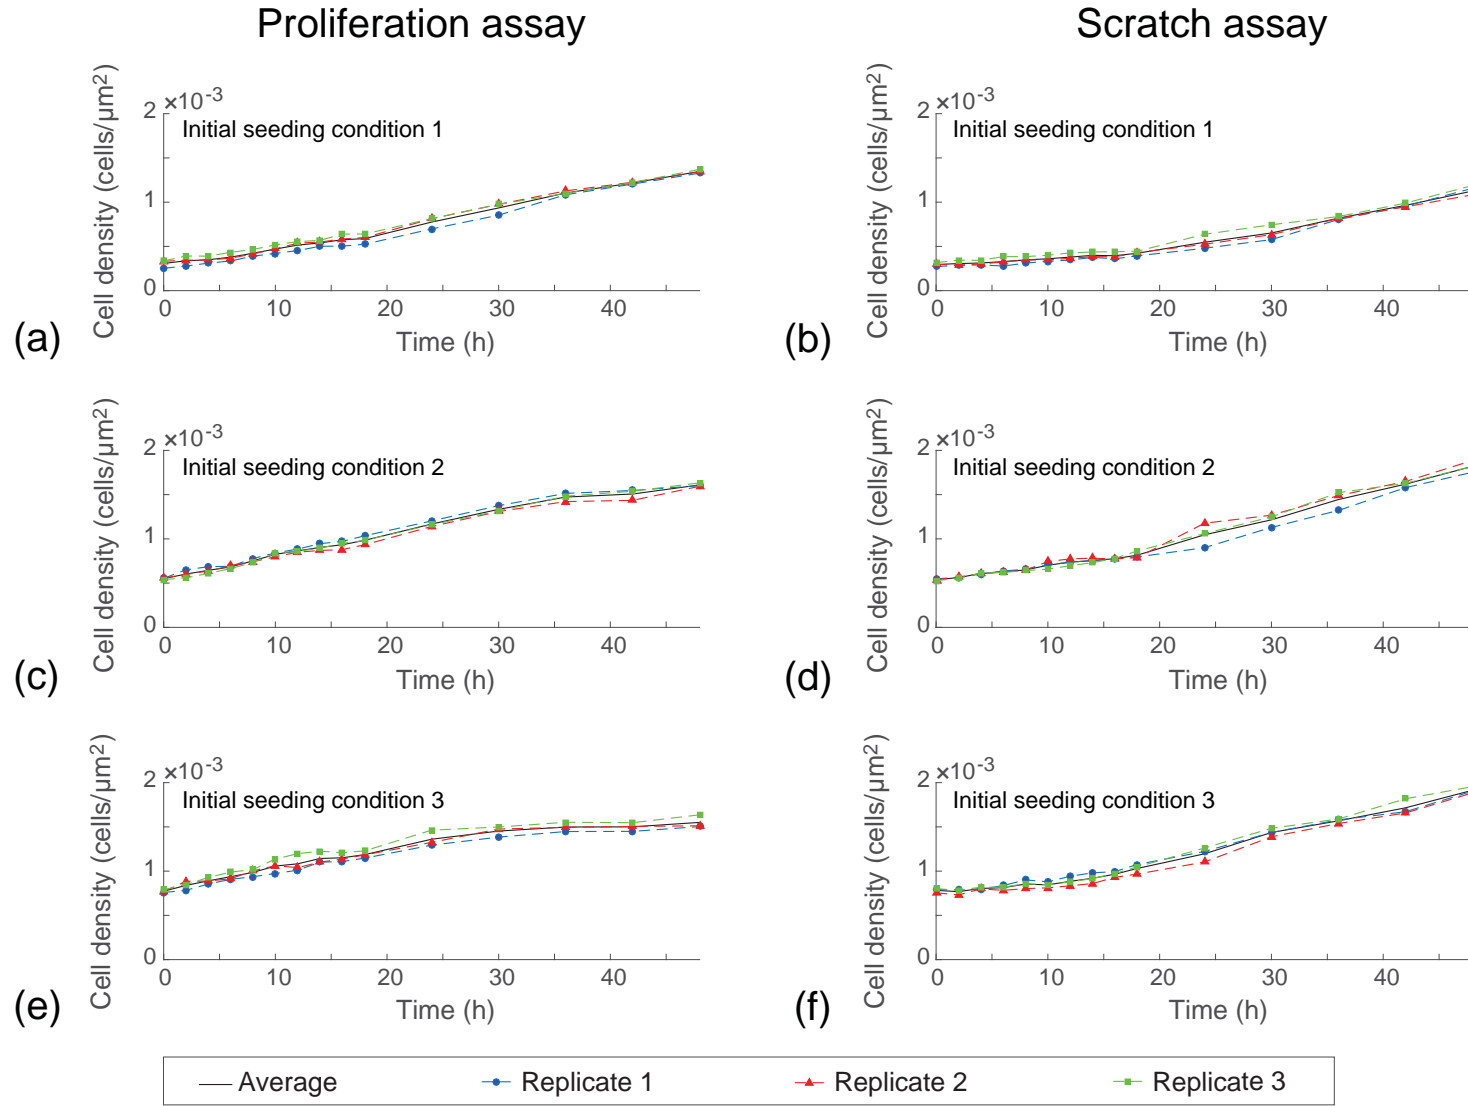 Proliferation assay
Scratch assay
Cell density (cells/µm²)
2 ×10⁻³
Initial seeding condition 1
1
0
0 10 20 30 40
Time (h)
(a)
Cell density (cells/µm²)
2 ×10⁻³
Initial seeding condition 1
1
0
0 10 20 30 40
Time (h)
(b)
Cell density (cells/µm²)
2 ×10⁻³
Initial seeding condition 2
1
0
0 10 20 30 40
Time (h)
(c)
Cell density (cells/µm²)
2 ×10⁻³
Initial seeding condition 2
1
0
0 10 20 30 40
Time (h)
(d)
Cell density (cells/µm²)
2 ×10⁻³
Initial seeding condition 3
1
0
0 10 20 30 40
Time (h)
(e)
Cell density (cells/µm²)
2 ×10⁻³
Initial seeding condition 3
1
0
0 10 20 30 40
Time (h)
(f)
Average Replicate 1 Replicate 2 Replicate 3